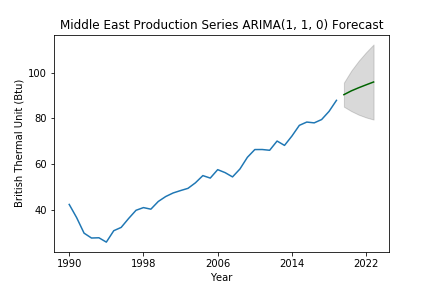 Middle East Production Series ARIMA(1, 1, 0) Forecast
British Thermal Unit (Btu)
100
80
60
40
1990 1998 2006 2014 2022
Year